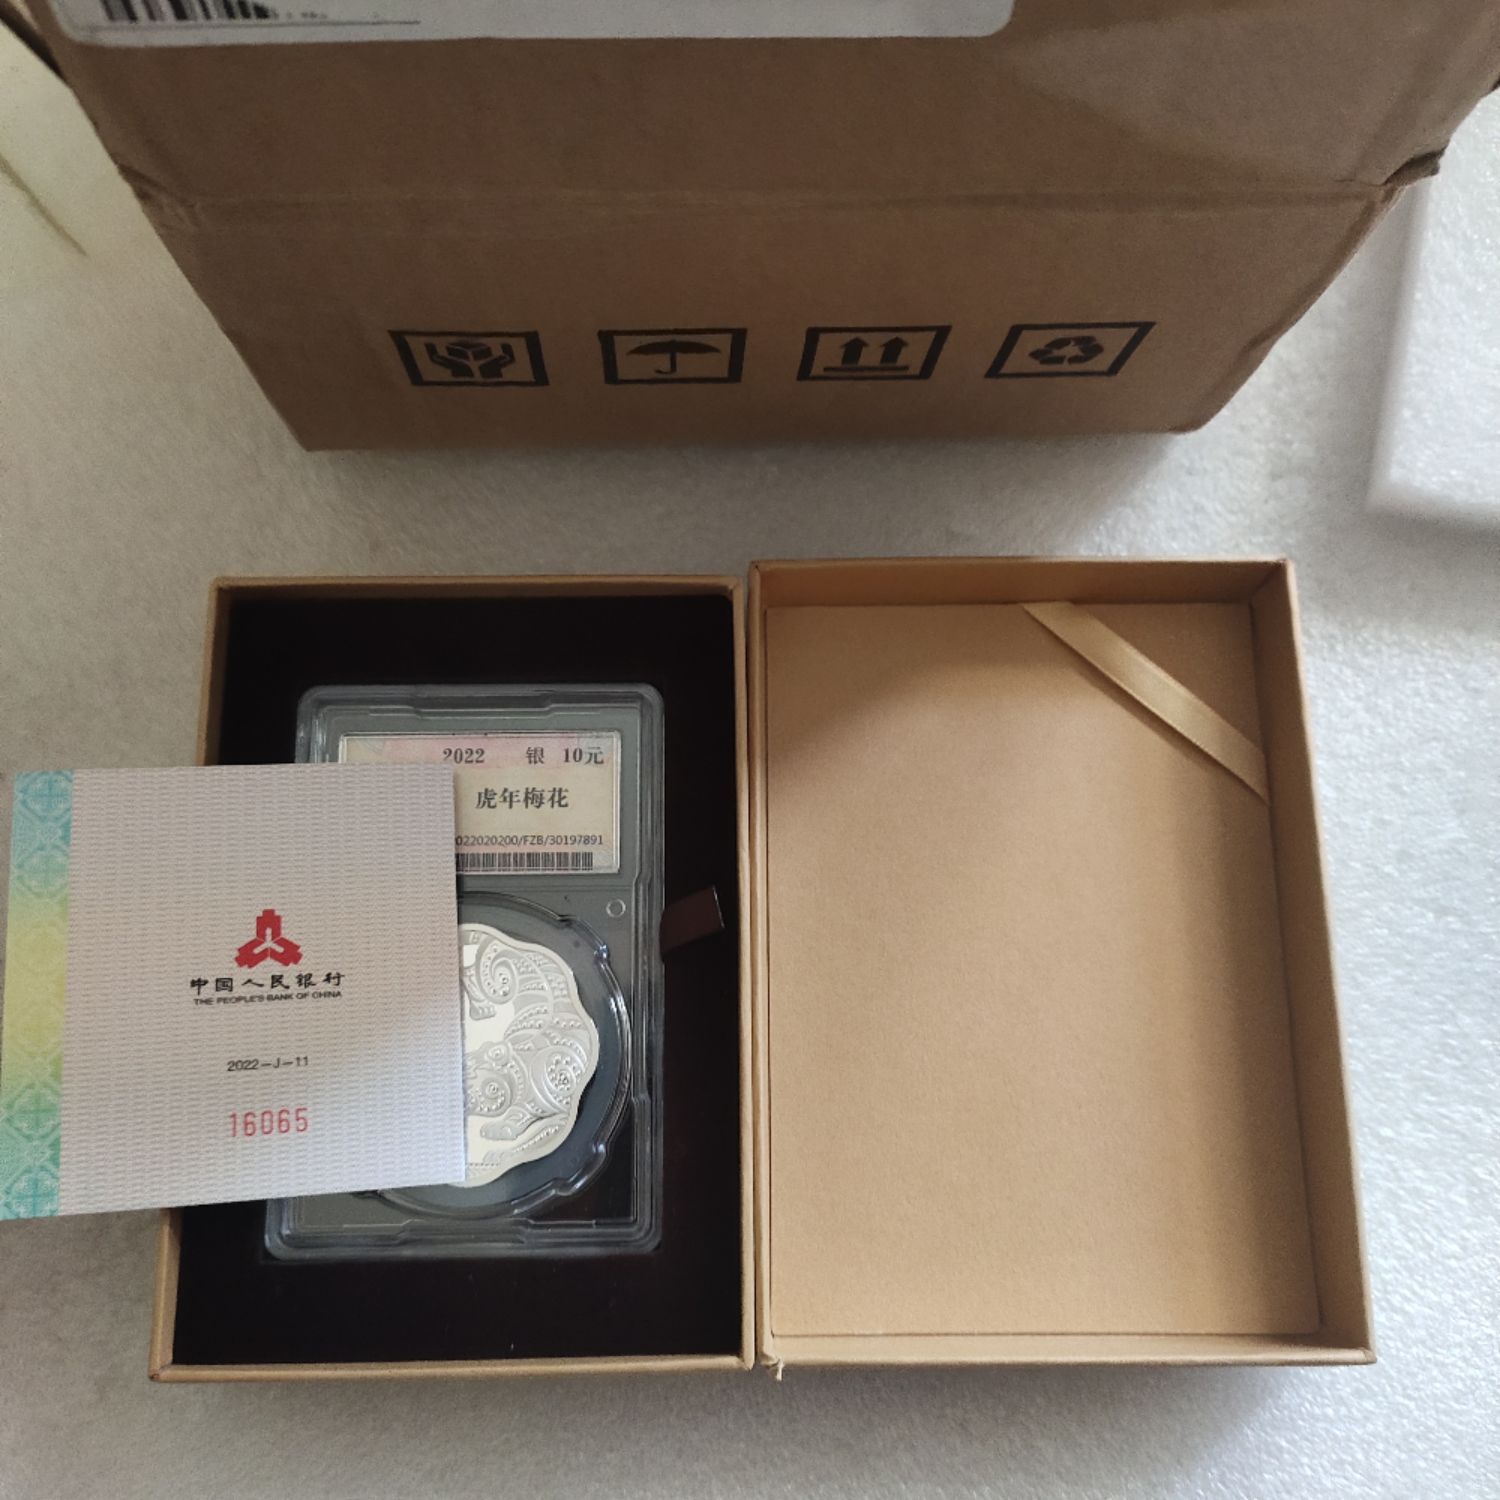 2022 银 10元
虎年梅花
022020200/FZB/30197891
中国人民银行
THE PEOPLE'S BANK OF CHINA
2022-J-11
16065